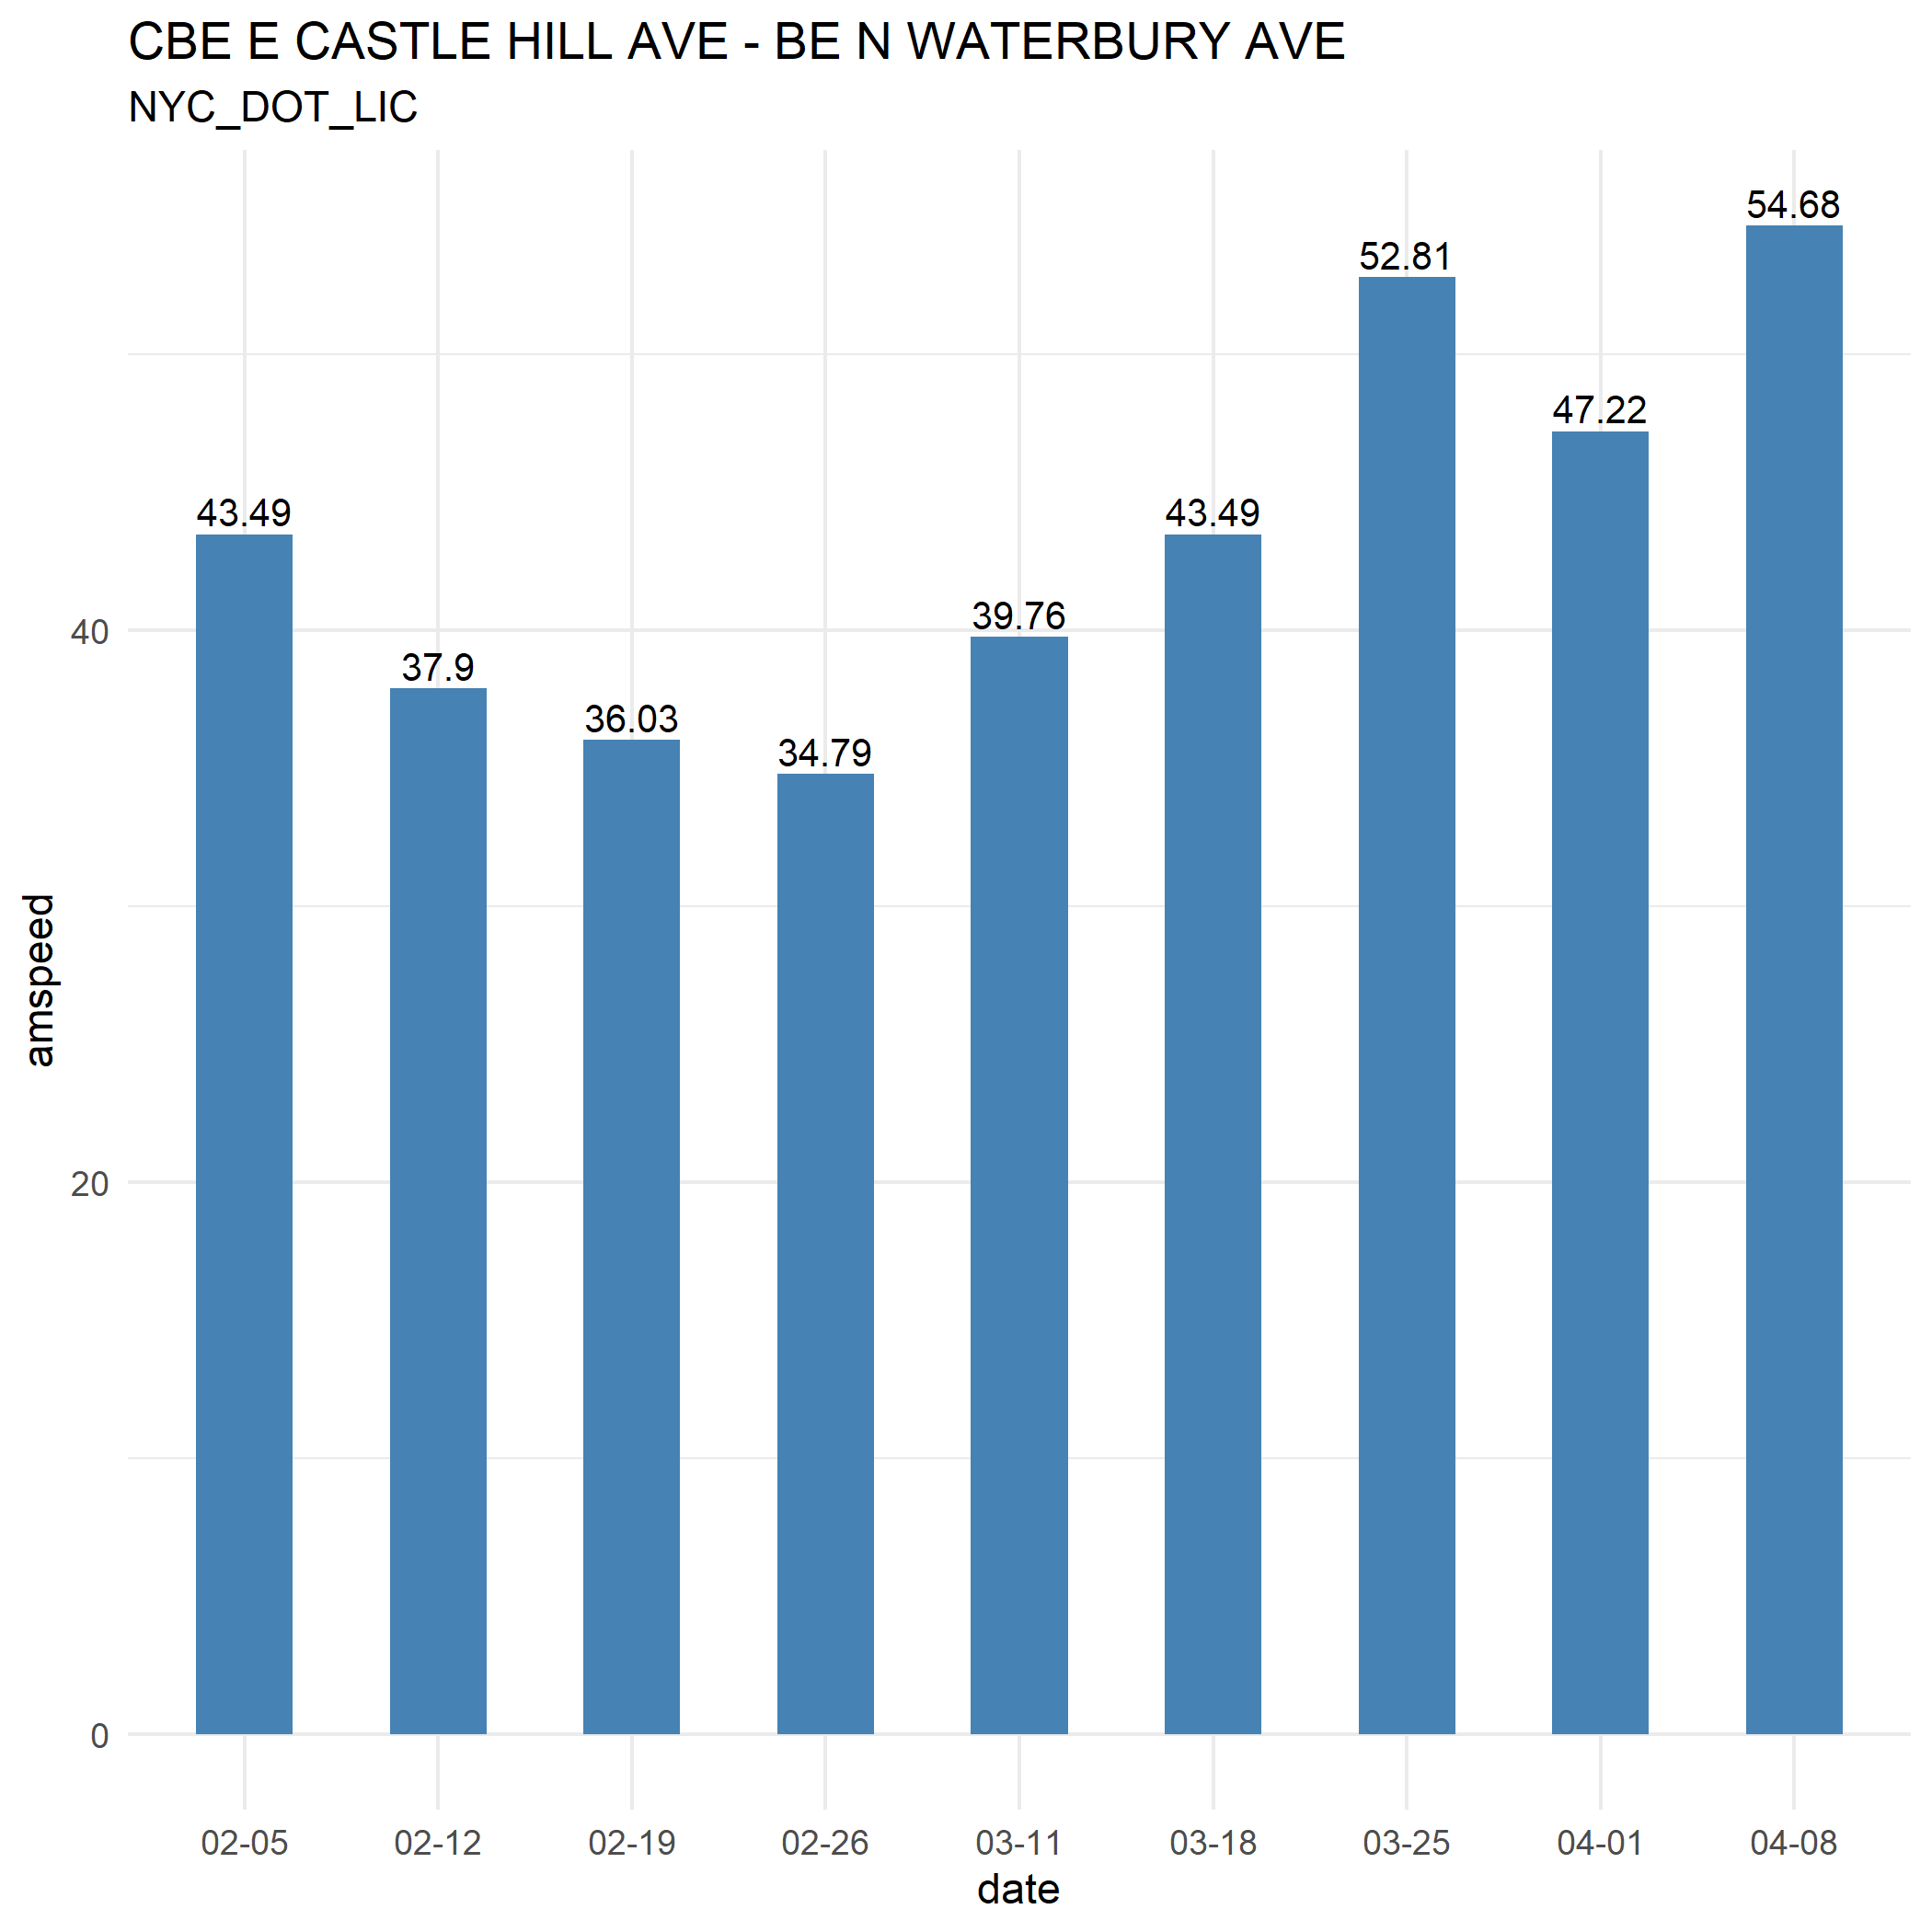 CBE E CASTLE HILL AVE - BE N WATERBURY AVE
NYC_DOT_LIC
54.68
52.81
47.22
43.49
43.49
39.76
37.9
36.03
34.79
40
20
0
amspeed
02-05 02-12 02-19 02-26 03-11 03-18 03-25 04-01 04-08
date